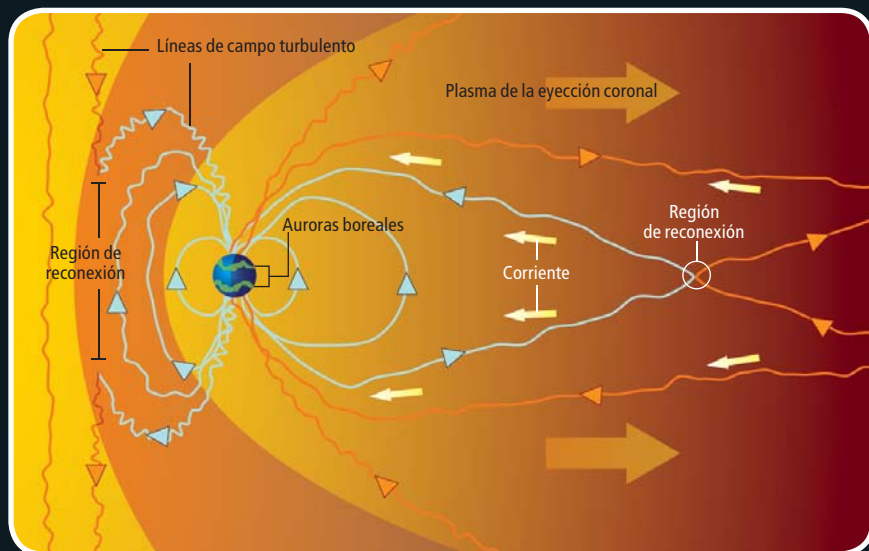 Líneas de campo turbulento
Plasma de la eyección coronal
Auroras boreales
Región de
reconexión
Región
de reconexión
Corriente